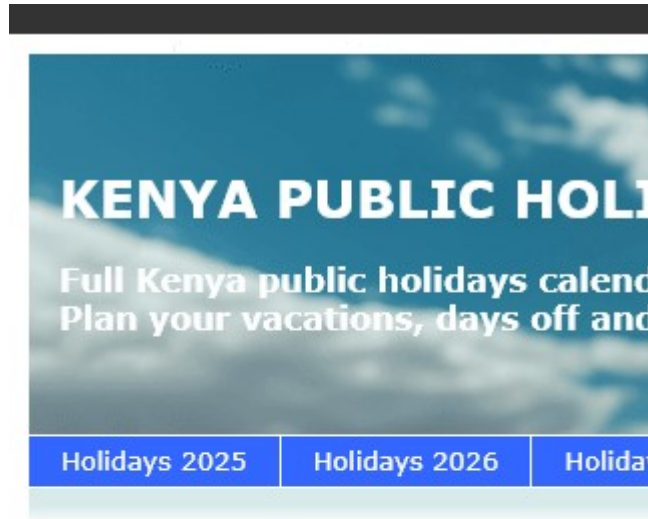 KENYA PUBLIC HOLI
Full Kenya public holidays calend
Plan your vacations, days off and
Holidays 2025 Holidays 2026 Holida